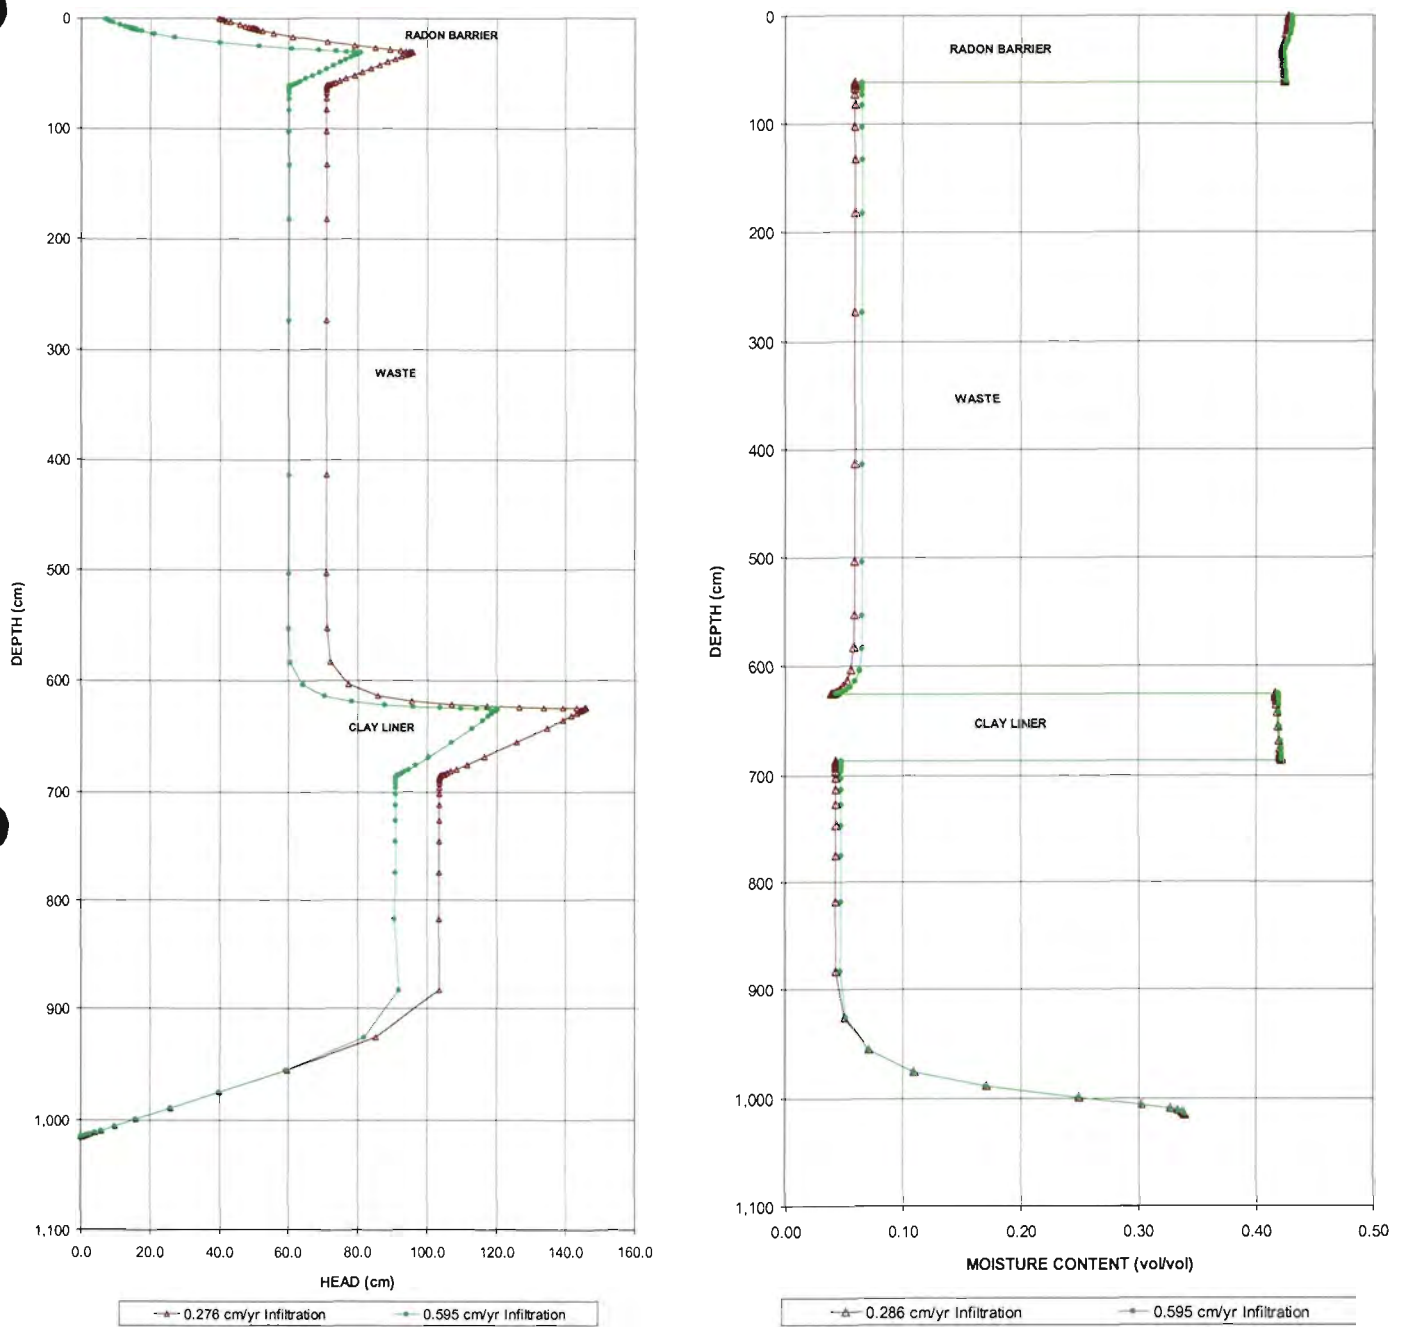 0
100
200
300
400
500
600
700
800
900
1,000
1,100
DEPTH (cm)
RADON BARRIER
WASTE
CLAY LINER
0.0 20.0 40.0 60.0 80.0 100.0 120.0 140.0 160.0
HEAD (cm)
0.276 cm/yr Infiltration 0.595 cm/yr Infiltration
0
100
200
300
400
500
600
700
800
900
1,000
1,100
DEPTH (cm)
RADON BARRIER
WASTE
CLAY LINER
0.00 0.10 0.20 0.30 0.40 0.50
MOISTURE CONTENT (vol/vol)
0.286 cm/yr Infiltration 0.595 cm/yr Infiltration